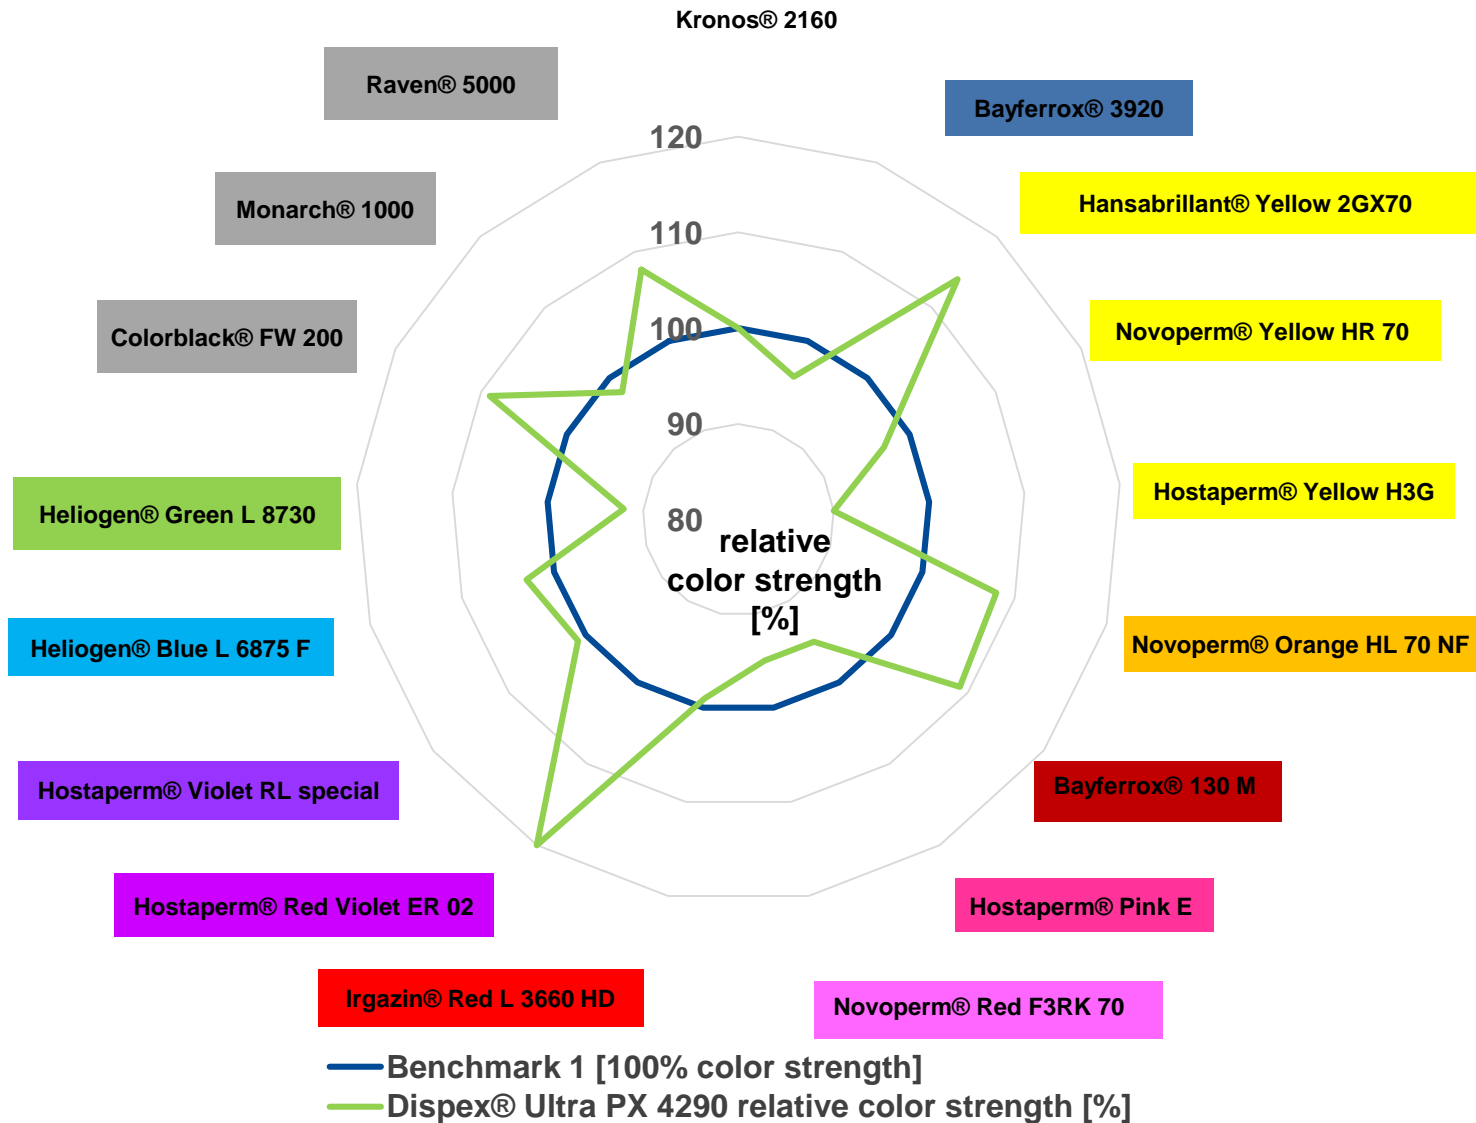 Kronos® 2160
Raven® 5000
Bayferrox® 3920
Monarch® 1000
Hansabrillant® Yellow 2GX70
Colorblack® FW 200
Novoperm® Yellow HR 70
Heliogen® Green L 8730
Hostaperm® Yellow H3G
Heliogen® Blue L 6875 F
Novoperm® Orange HL 70 NF
Hostaperm® Violet RL special
Bayferrox® 130 M
Hostaperm® Red Violet ER 02
Hostaperm® Pink E
Irgazin® Red L 3660 HD
Novoperm® Red F3RK 70
120
110
100
90
80
relative
color strength
[%]
Benchmark 1 [100% color strength]
Dispex® Ultra PX 4290 relative color strength [%]